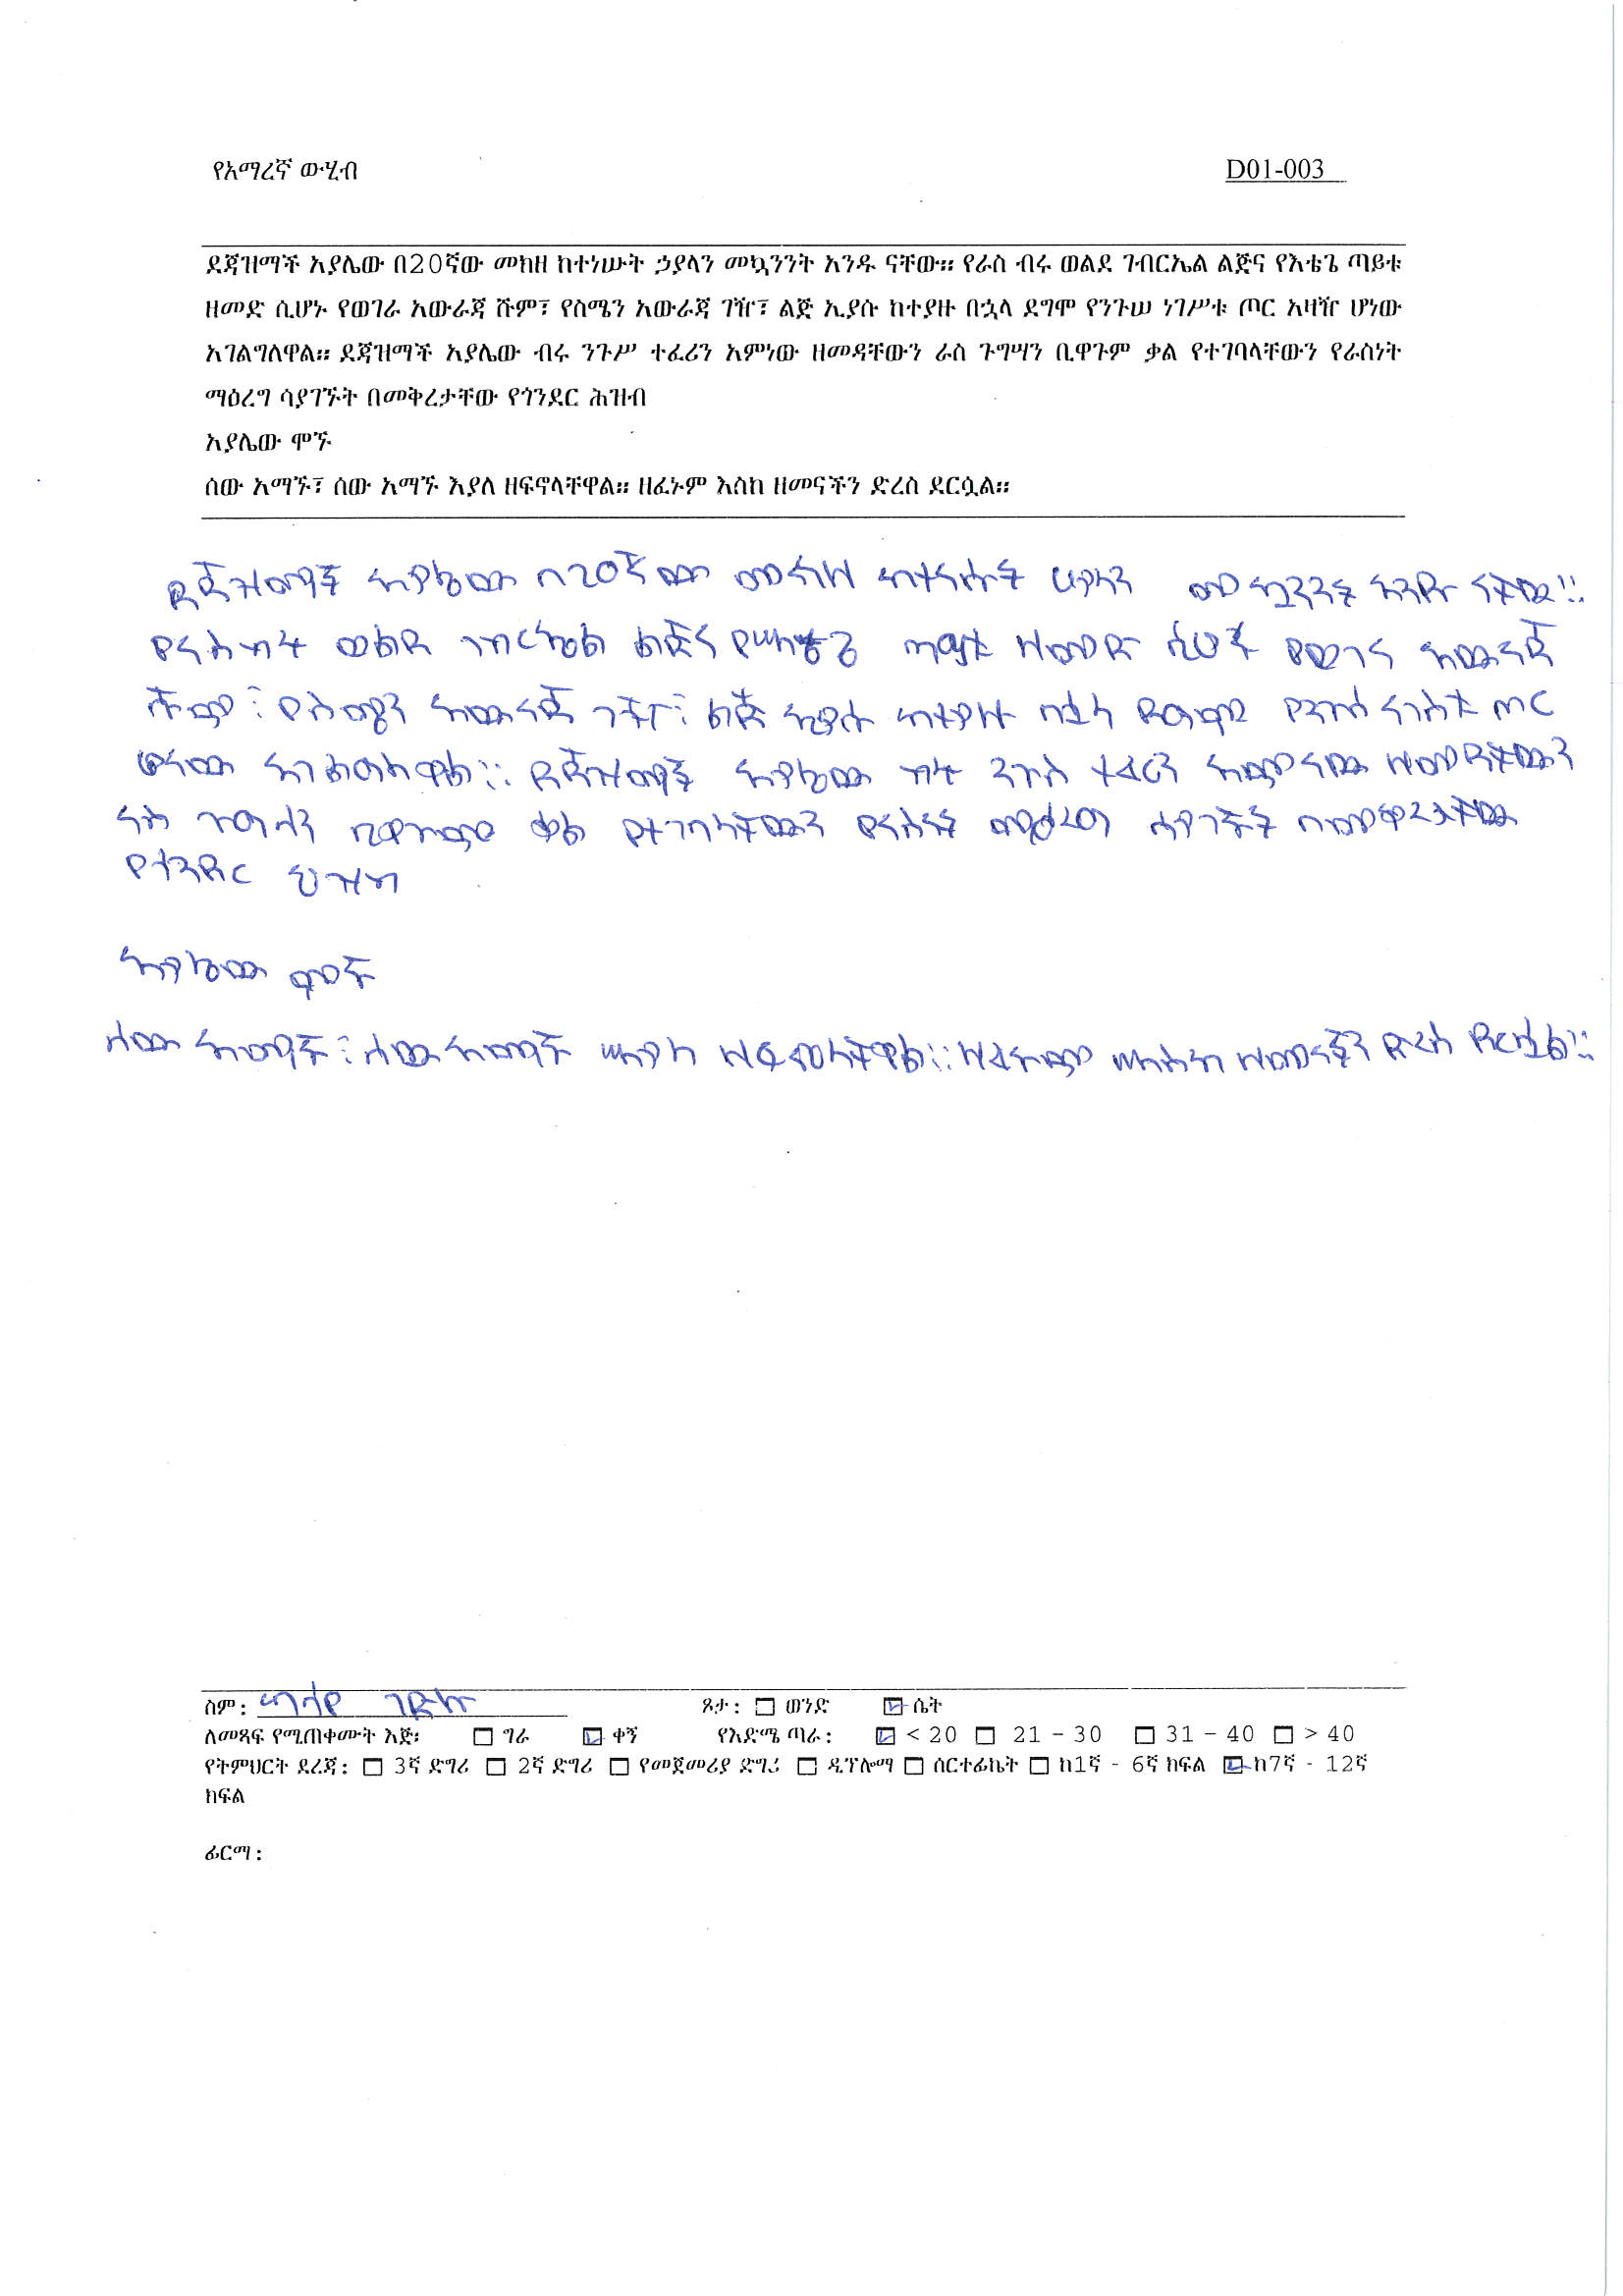 የአማረኛ ውሂብ D01-003
ደጃዝማች አያሌው በ20ኛው መክዘ ከተነሡት ኃያላን መኳንንት አንዱ ናቸው። የራስ ብሩ ወልደ ገብርኤል ልጅና የእቴጌ ጣይቱ
ዘመድ ሲሆኑ የወገራ አውራጃ ሹም፣ የስሜን አውራጃ ገዥ፣ ልጅ ኢያሱ ከተያዙ በኋላ ደግሞ የንጉሠ ነገሥቱ ጦር አዛዥ ሆነው
አገልግለዋል። ደጃዝማች አያሌው ብሩ ንጉሥ ተፈሪን አምነው ዘመዳቸውን ራስ ጉግሣን ቢዋጉም ቃል የተገባላቸውን የራስነት
ማዕረግ ሳያገኙት በመቅረታቸው የጎንደር ሕዝብ
አያሌው ሞኙ
ሰው አማኙ፣ ሰው አማኙ እያለ ዘፍኖላቸዋል። ዘፈኑም እስከ ዘመናችን ድረስ ደርሷል።
ደጃዝማች አያሌው በ20ኛው መክዘ ከተነሱት ሀያላን መኳንንት አንዱ ናቸው።
የራስ ብሩ ወልደ ገብርኤል ልጅና የእቴጌ ጣይቱ ዘመድ ሲሆኑ የወገራ አውራጃ
ሹም፣ የስሜን አውራጃ ገዥ፣ ልጅ ኢያሱ ከተያዙ በኋላ ደግሞ የንጉሰ ነገስቱ ጦር
ሆነው አገልግለዋል። ደጃዝማች አያሌው ብሩ ንጉስ ተፈሪን አምነው ዘመዳቸውን
ራስ ጉግሳን ቢዋጉም ቃል የተገባላቸውን የራስነት ማዕረግ ሳያገኙት በመቅረታቸው
የጎንደር ህዝብ
አያሌው ሞኙ
ሰው አማኙ፣ ሰው አማኙ እያለ ዘፍኖላቸዋል። ዘፈኑም እስከ ዘመናችን ድረስ ደርሷል።
ስም: ጾታ: ወንድ ሴት
ለመጻፍ የሚጠቀሙት እጅ፡ ግራ ቀኝ የእድሜ ጣራ: < 20 21 - 30 31 - 40 > 40
የትምህርት ደረጃ: 3ኛ ድግሪ 2ኛ ድግሪ የመጀመሪያ ድግሪ ዲፕሎማ ሰርተፊኬት ከ1ኛ - 6ኛ ክፍል ከ7ኛ - 12ኛ
ክፍል
ፊርማ: